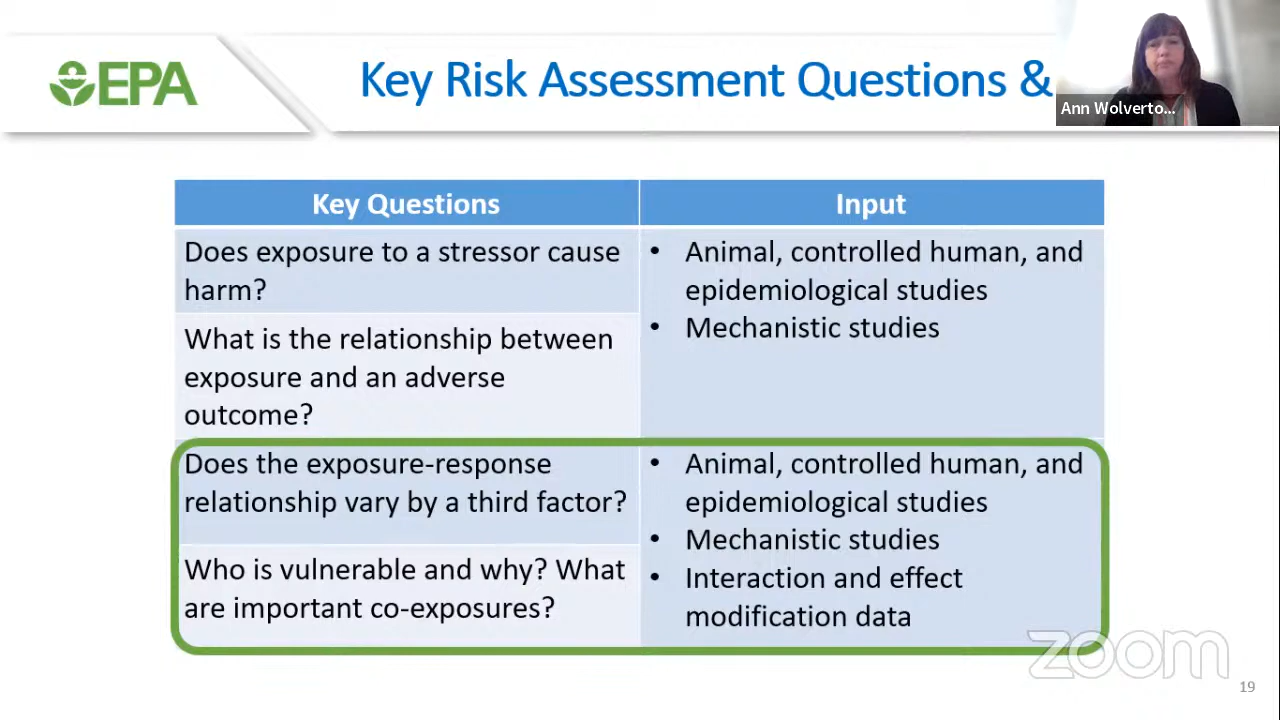 EPA
Key Risk Assessment Questions &
Ann Wolverto...
Key Questions
Input
Does exposure to a stressor cause
harm?
What is the relationship between
exposure and an adverse
outcome?
• Animal, controlled human, and
epidemiological studies
• Mechanistic studies
Does the exposure-response
relationship vary by a third factor?
Who is vulnerable and why? What
are important co-exposures?
• Animal, controlled human, and
epidemiological studies
• Mechanistic studies
• Interaction and effect
modification data
zoom
19